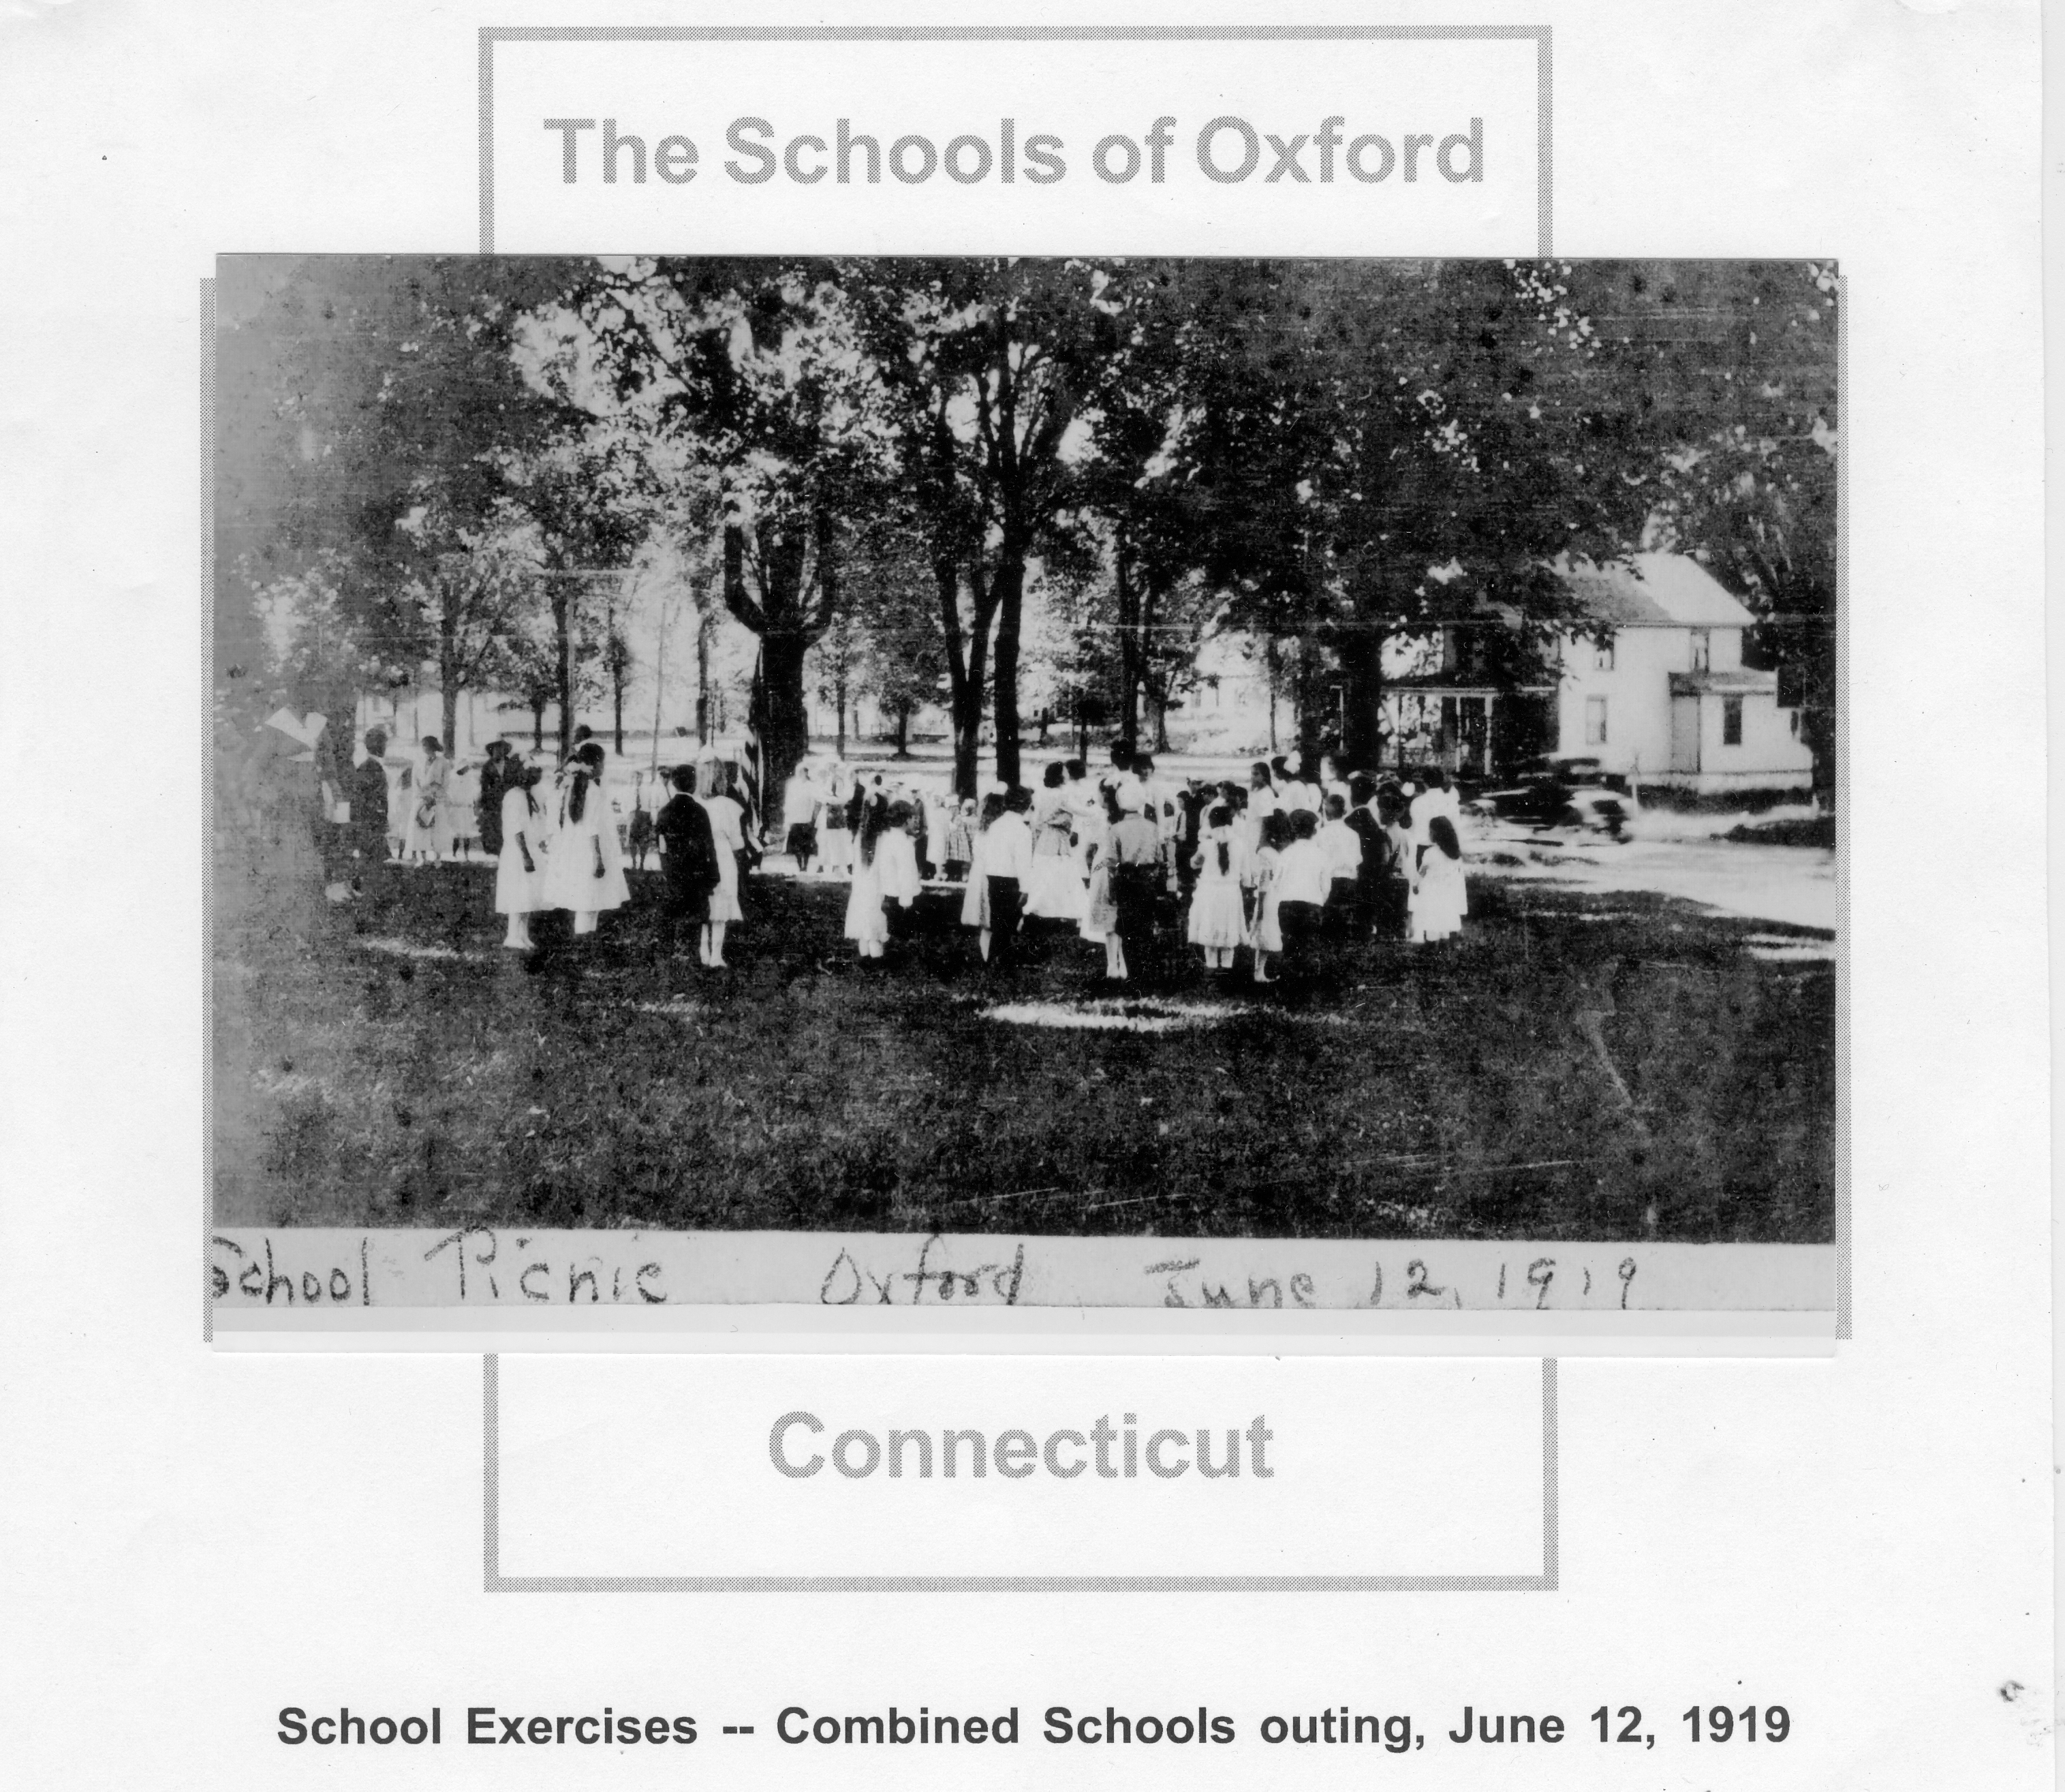 The Schools of Oxford
School Picnic Oxford June 12, 1919
Connecticut
School Exercises -- Combined Schools outing, June 12, 1919